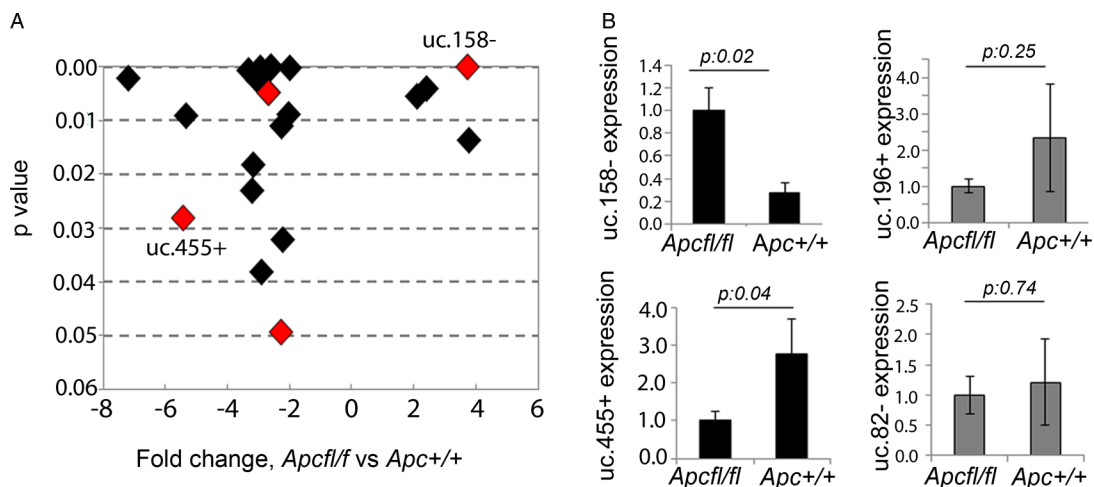 A
uc.158-
0.00
0.01
0.02
0.03
0.04
0.05
0.06
p value
uc.455+
-8 -6 -4 -2 0 2 4 6
Fold change, Apcfl/f vs Apc+/+
B
uc.158- expression
p:0.02
1.4
1.2
1.0
0.8
0.6
0.4
0.2
0.0
Apcfl/fl Apc+/+
uc.196+ expression
p:0.25
4.0
3.0
2.0
1.0
0.0
Apcfl/fl Apc+/+
uc.455+ expression
p:0.04
4.0
3.0
2.0
1.0
0.0
Apcfl/fl Apc+/+
uc.82- expression
p:0.74
2.5
2.0
1.5
1.0
0.5
0.0
Apcfl/fl Apc+/+